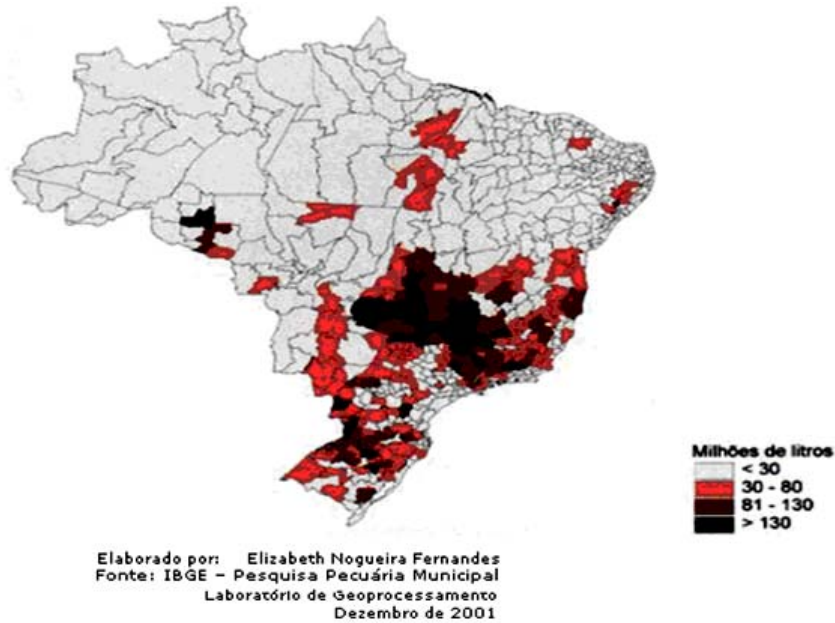 Milhões de litros
< 30
30 - 80
81 - 130
> 130
Elaborado por: Elizabeth Nogueira Fernandes
Fonte: IBGE – Pesquisa Pecuária Municipal
Laboratório de Geoprocessamento
Dezembro de 2001